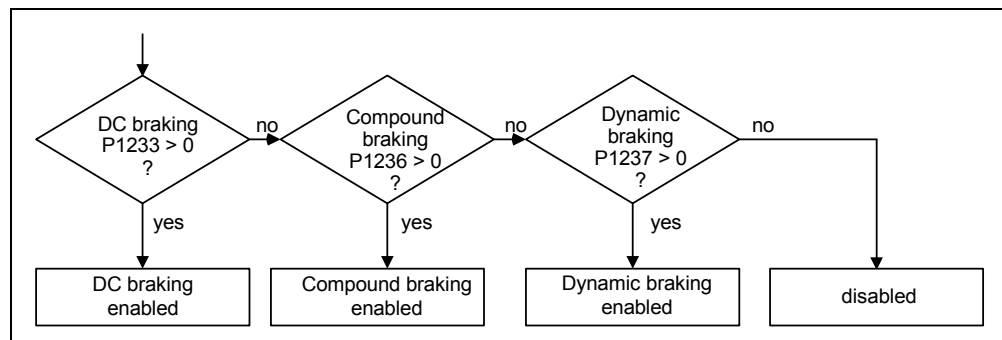 DC braking
P1233 > 0
?
no
Compound
braking
P1236 > 0
?
no
Dynamic
braking
P1237 > 0
?
no
yes
yes
yes
DC braking
enabled
Compound braking
enabled
Dynamic braking
enabled
disabled